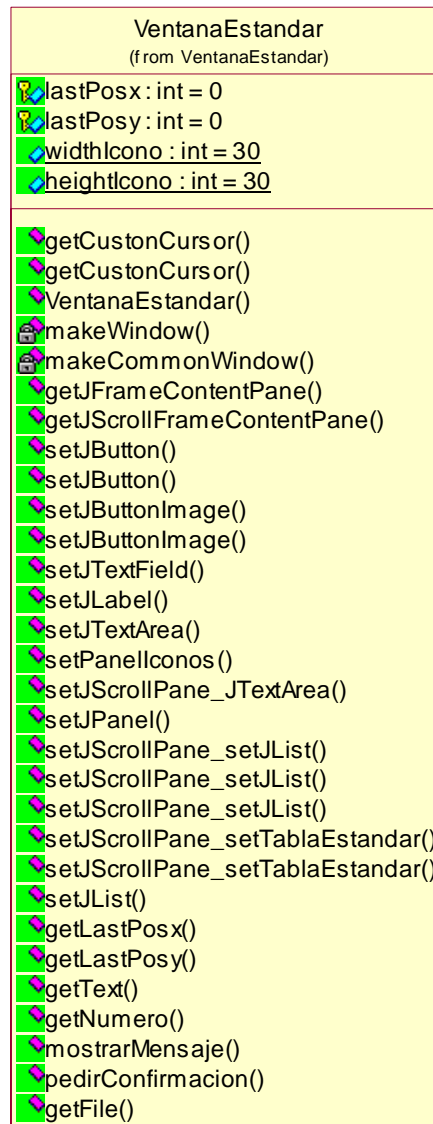 VentanaEstandar
(from VentanaEstandar)
lastPosx : int = 0
lastPosy : int = 0
widthIcono : int = 30
heightIcono : int = 30
getCustonCursor()
getCustonCursor()
VentanaEstandar()
makeWindow()
makeCommonWindow()
getJFrameContentPane()
getJScrollFrameContentPane()
setJButton()
setJButton()
setJButtonImage()
setJButtonImage()
setJTextField()
setJLabel()
setJTextArea()
setPanelIconos()
setJScrollPane_JTextArea()
setJPanel()
setJScrollPane_setJList()
setJScrollPane_setJList()
setJScrollPane_setJList()
setJScrollPane_setTablaEstandar()
setJScrollPane_setTablaEstandar()
setJList()
getLastPosx()
getLastPosy()
getText()
getNumero()
mostrarMensaje()
pedirConfirmacion()
getFile()